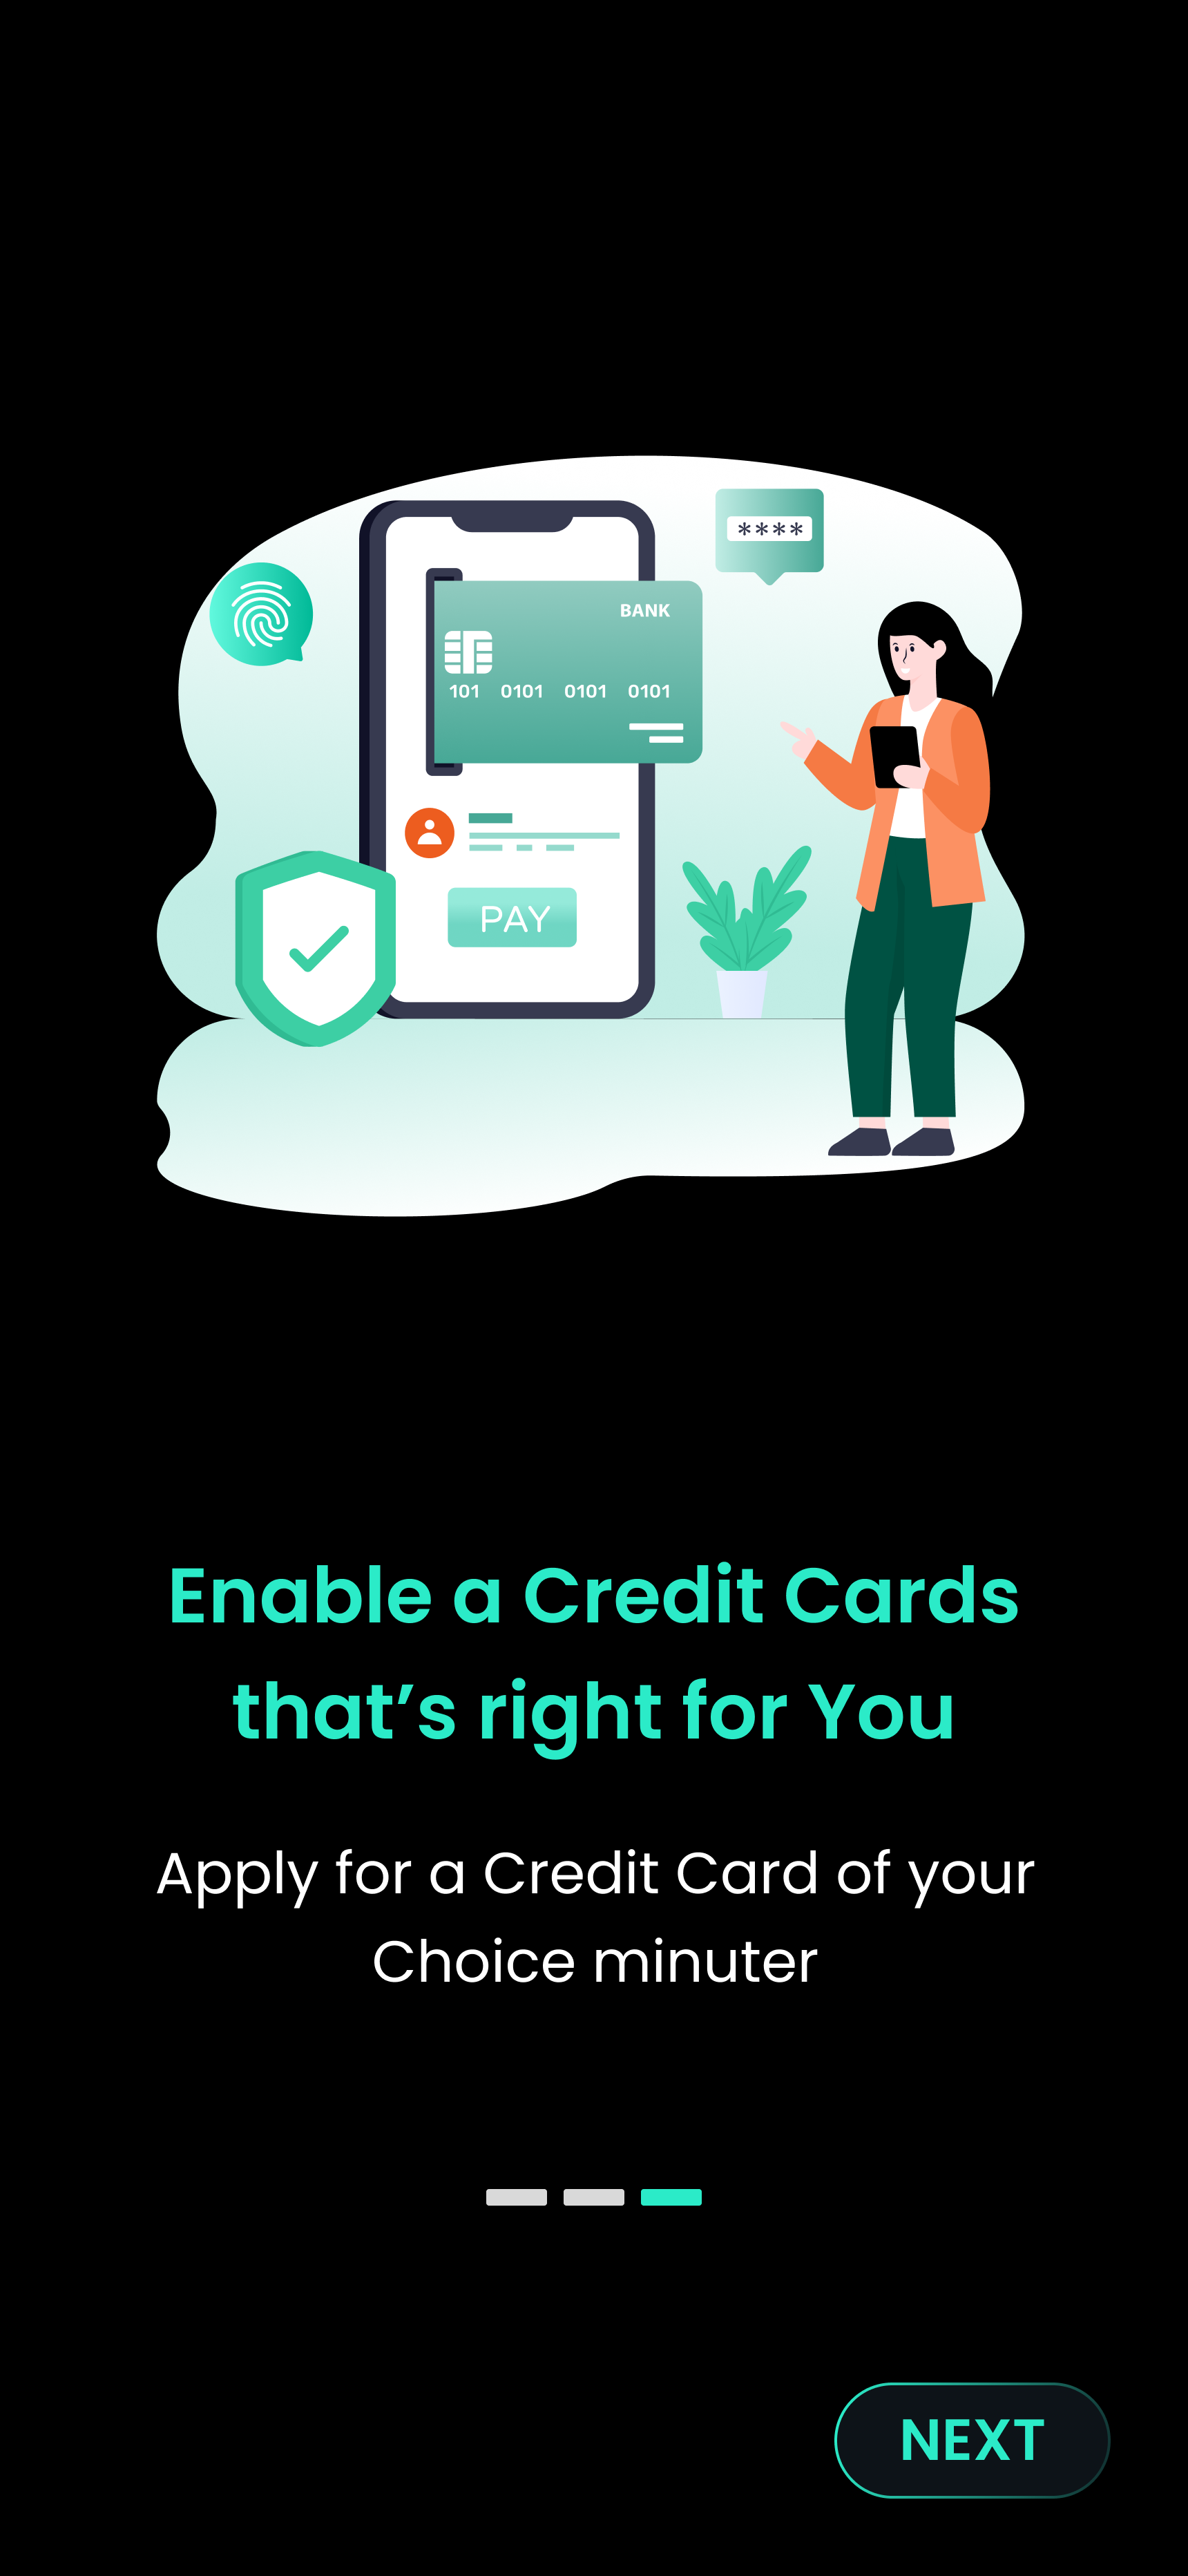 ****
BANK
101 0101 0101 0101
PAY
Enable a Credit Cards
that’s right for You
Apply for a Credit Card of your
Choice minuter
NEXT